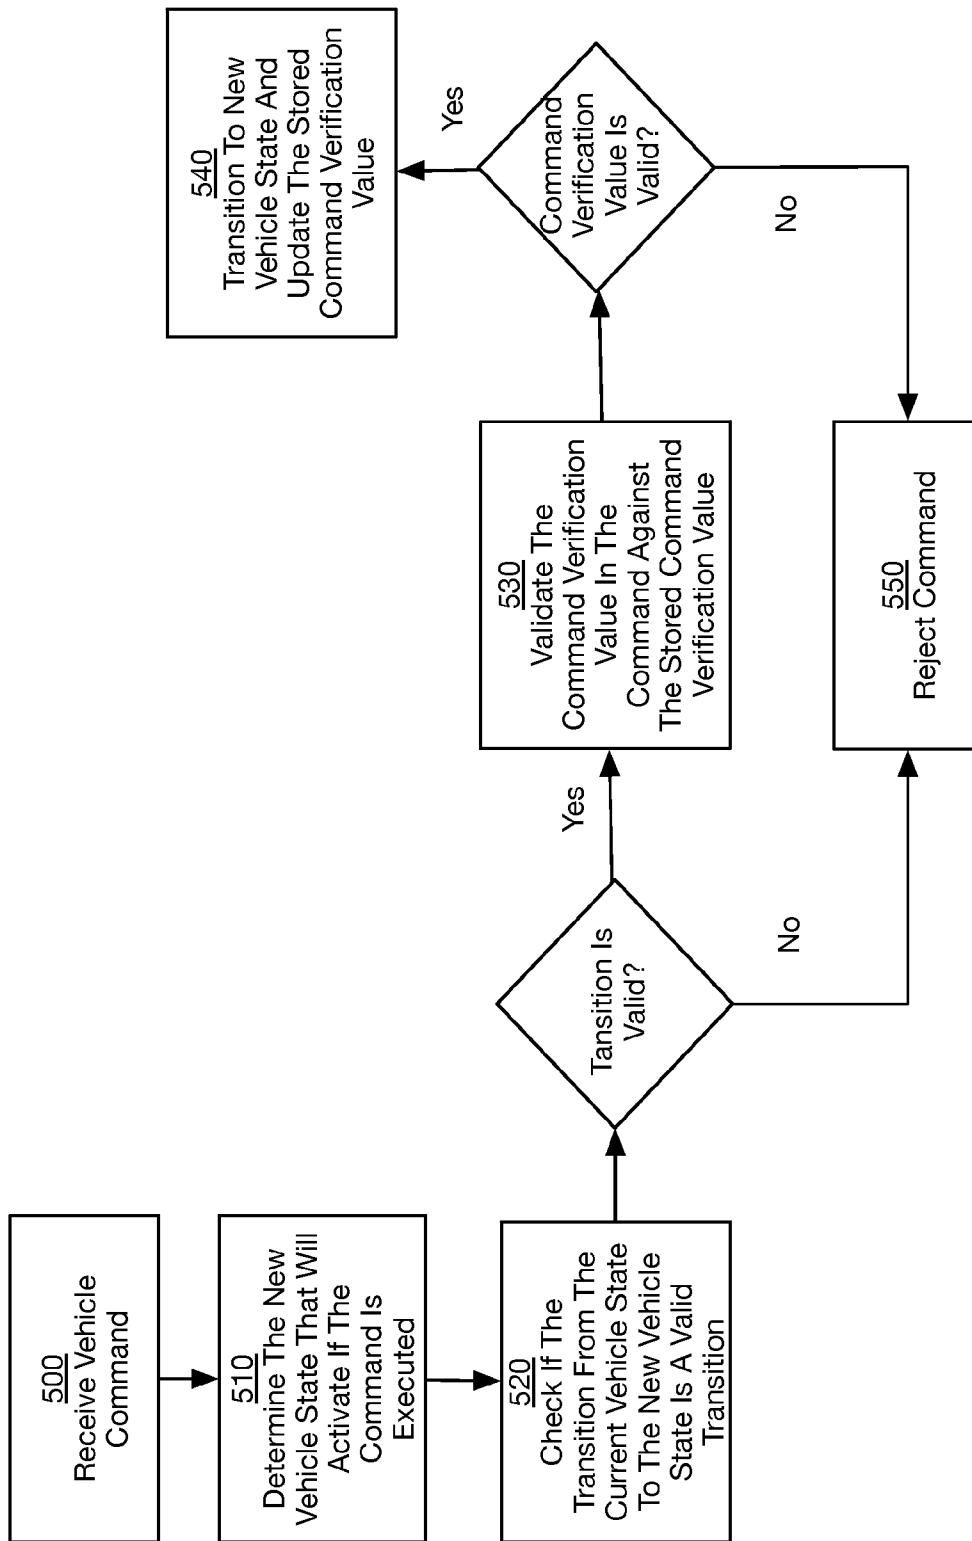 500
Receive Vehicle
Command
510
Determine The New
Vehicle State That Will
Activate If The
Command Is
Executed
520
Check If The
Transition From The
Current Vehicle State
To The New Vehicle
State Is A Valid
Transition
Tansition Is
Valid?
Yes
No
530
Validate The
Command Verification
Value In The
Command Against
The Stored Command
Verification Value
Command
Verification
Value Is
Valid?
Yes
No
540
Transition To New
Vehicle State And
Update The Stored
Command Verification
Value
550
Reject Command